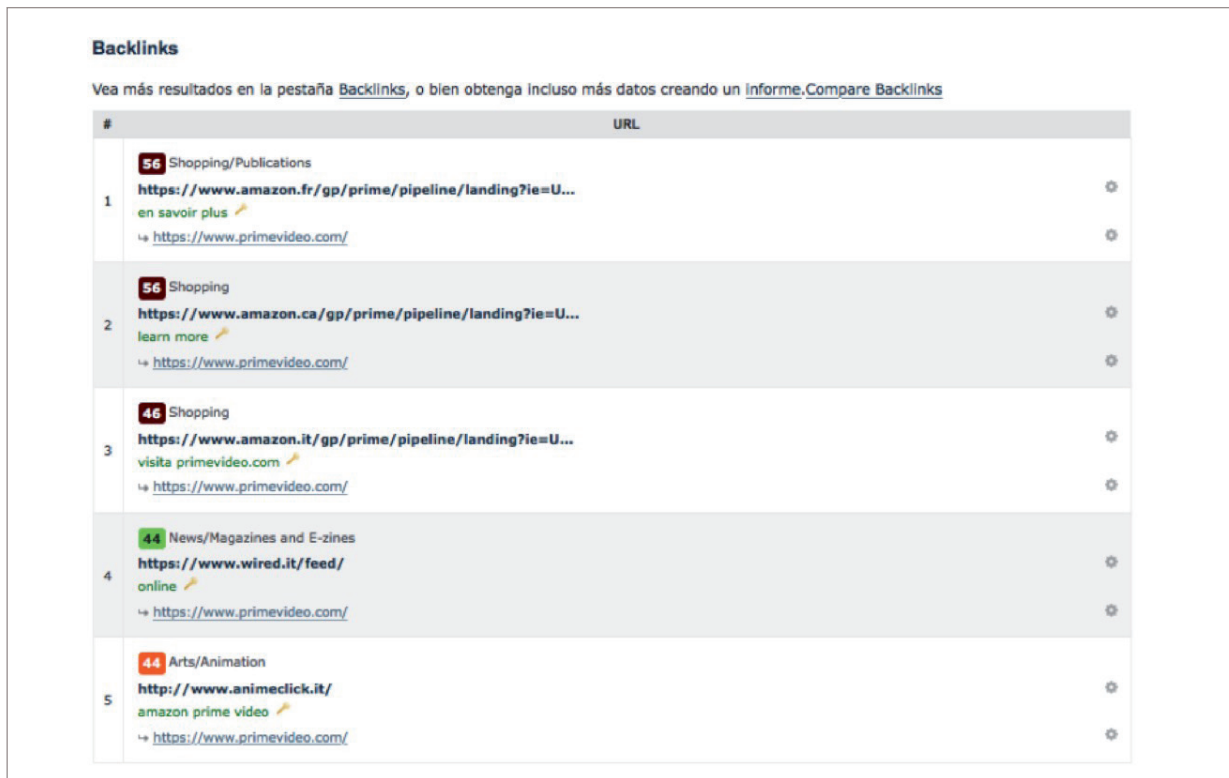 Backlinks
Vea más resultados en la pestaña Backlinks, o bien obtenga incluso más datos creando un informe.Compare Backlinks
# URL
56 Shopping/Publications
https://www.amazon.fr/gp/prime/pipeline/landing?ie=U...
1
en savoir plus
↳ https://www.primevideo.com/
56 Shopping
https://www.amazon.ca/gp/prime/pipeline/landing?ie=U...
2
learn more
↳ https://www.primevideo.com/
46 Shopping
https://www.amazon.it/gp/prime/pipeline/landing?ie=U...
3
visita primevideo.com
↳ https://www.primevideo.com/
44 News/Magazines and E-zines
https://www.wired.it/feed/
4
online
↳ https://www.primevideo.com/
44 Arts/Animation
http://www.animeclick.it/
5
amazon prime video
↳ https://www.primevideo.com/